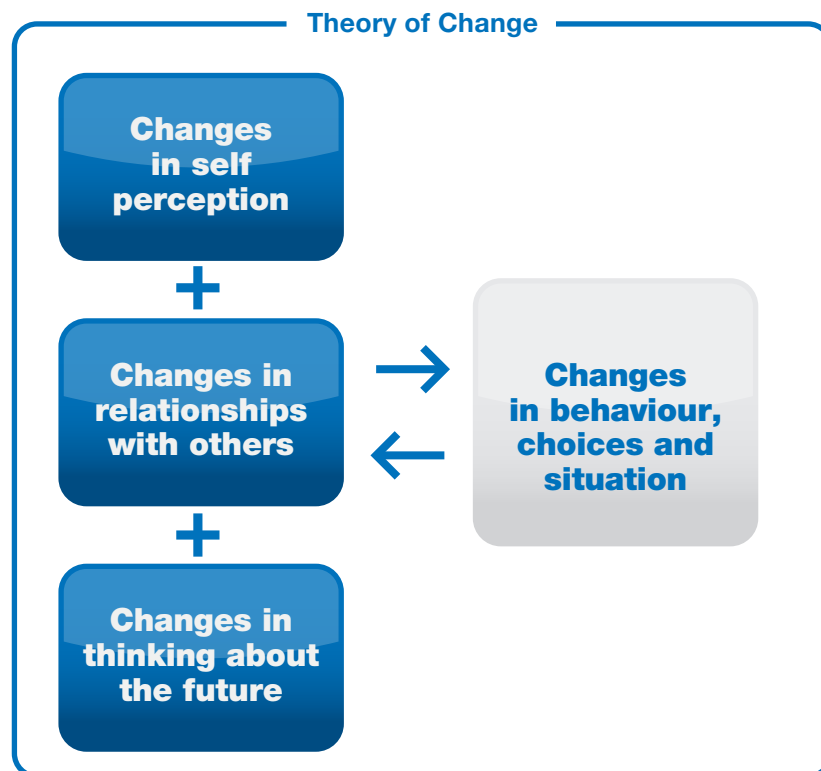 Theory of Change
Changes
in self
perception
+
Changes in
relationships
with others
+
Changes in
thinking about
the future
Changes
in behaviour,
choices and
situation